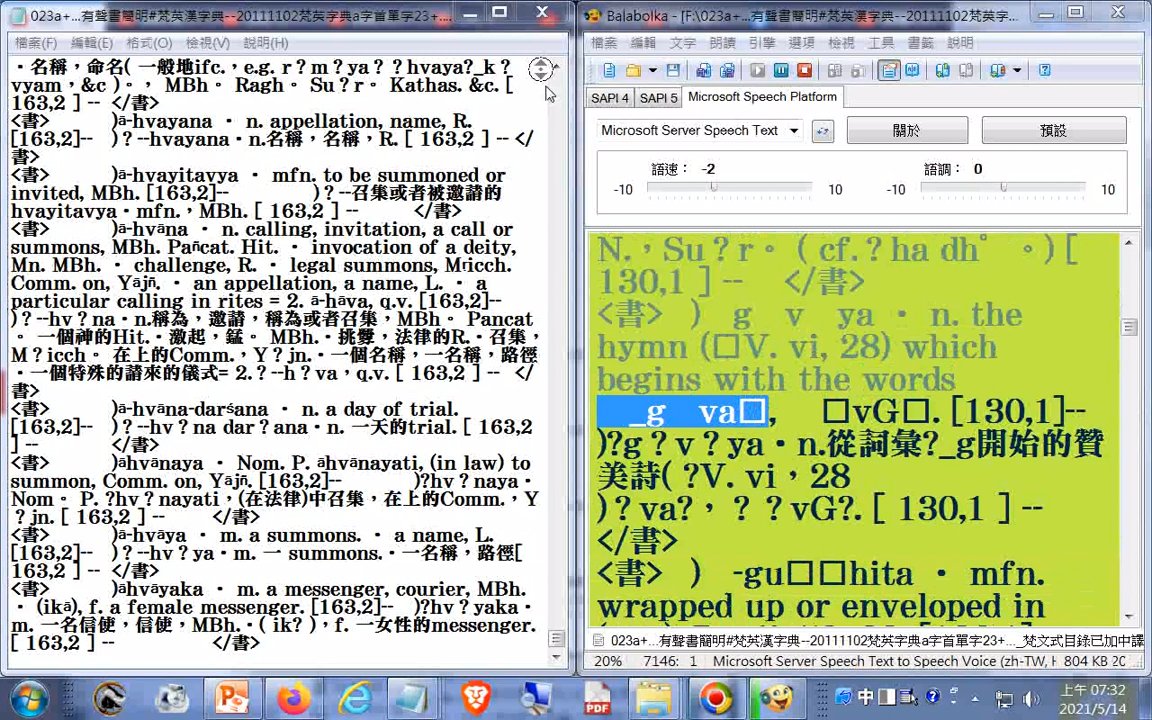 023a+...有聲書簡明#梵英漢字典--20111102梵英字典a字首單字23+...
檔案(F) 編輯(E) 格式(O) 檢視(V) 說明(H)
‧名稱，命名( 一般地ifc.，e.g. r？m？ya？？hvaya?_k？
vyam，&c )。， MBh。Ragh。Su？r。Kathas. &c. [
163,2 ] -- </書>
<書> )ā-hvayana ‧ n. appellation, name, R.
[163,2]-- )？--hvayana‧n.名稱，名稱，R. [ 163,2 ] -- </
書>
<書> )ā-hvayitavya ‧ mfn. to be summoned or
invited, MBh. [163,2]-- )？--召集或者被邀請的
hvayitavya‧mfn.，MBh. [ 163,2 ] -- </書>
<書> )ā-hvāna ‧ n. calling, invitation, a call or
summons, MBh. Pañcat. Hit. ‧ invocation of a deity,
Mn. MBh. ‧ challenge, R. ‧ legal summons, Mṛicch.
Comm. on, Yājñ. ‧ an appellation, a name, L. ‧ a
particular calling in rites = 2. ā-hāva, q.v. [163,2]--
)？--hv？na‧n.稱為，邀請，稱為或者召集，MBh。Pancat
。一個神的Hit.‧激起，錳。 MBh.‧挑釁，法律的R.‧召集，
M？icch。 在上的Comm.，Y？jn.‧一個名稱，一名稱，路徑
‧一個特殊的請來的儀式= 2.？--h？va，q.v. [ 163,2 ] -- </
書>
<書> )ā-hvāna-darśana ‧ n. a day of trial.
[163,2]-- )？--hv？na dar？ana‧n. 一天的trial. [ 163,2
] -- </書>
<書> )āhvānaya ‧ Nom. P. āhvānayati, (in law) to
summon, Comm. on, Yājñ. [163,2]-- )?hv？naya‧
Nom。 P. ?hv？nayati，(在法律)中召集，在上的Comm.，Y
？jn. [ 163,2 ] -- </書>
<書> )ā-hvāya ‧ m. a summons. ‧ a name, L.
[163,2]-- )？--hv？ya‧m. 一 summons.‧一名稱，路徑[
163,2 ] -- </書>
<書> )āhvāyaka ‧ m. a messenger, courier, MBh.
‧ (ikā), f. a female messenger. [163,2]-- )?hv？yaka‧
m. 一名信使，信使，MBh.‧( ik？)，f. 一女性的messenger.
[ 163,2 ] -- </書>
Balabolka - [F:\023a+...有聲書簡明#梵英漢字典--20111102梵英字...
檔案 編輯 文字 朗讀 引擎 選項 檢視 工具 書籤 說明
SAPI 4 SAPI 5 Microsoft Speech Platform
Microsoft Server Speech Text 關於 預設
語速： -2 語調： 0
-10 10 -10 10
N.，Su？r。( cf.？ha dh° 。) [
130,1 ] -- </書>
<書> ) g v ya ‧ n. the
hymn (□V. vi, 28) which
begins with the words
_g va□, □vG□. [130,1]--
)?g？v？ya‧n.從詞彙?_g開始的贊
美詩( ?V. vi，28
)？va?，？？vG?. [ 130,1 ] --
</書>
<書> ) -gu□□hita ‧ mfn.
wrapped up or enveloped in
023a+...有聲書簡明#梵英漢字典--20111102梵英字典a字首單字23+..._梵文式目錄已加中譯
20% 7146: 1 Microsoft Server Speech Text to Speech Voice (zh-TW, H 804 KB 20
PDF
中
上午 07:32
2021/5/14